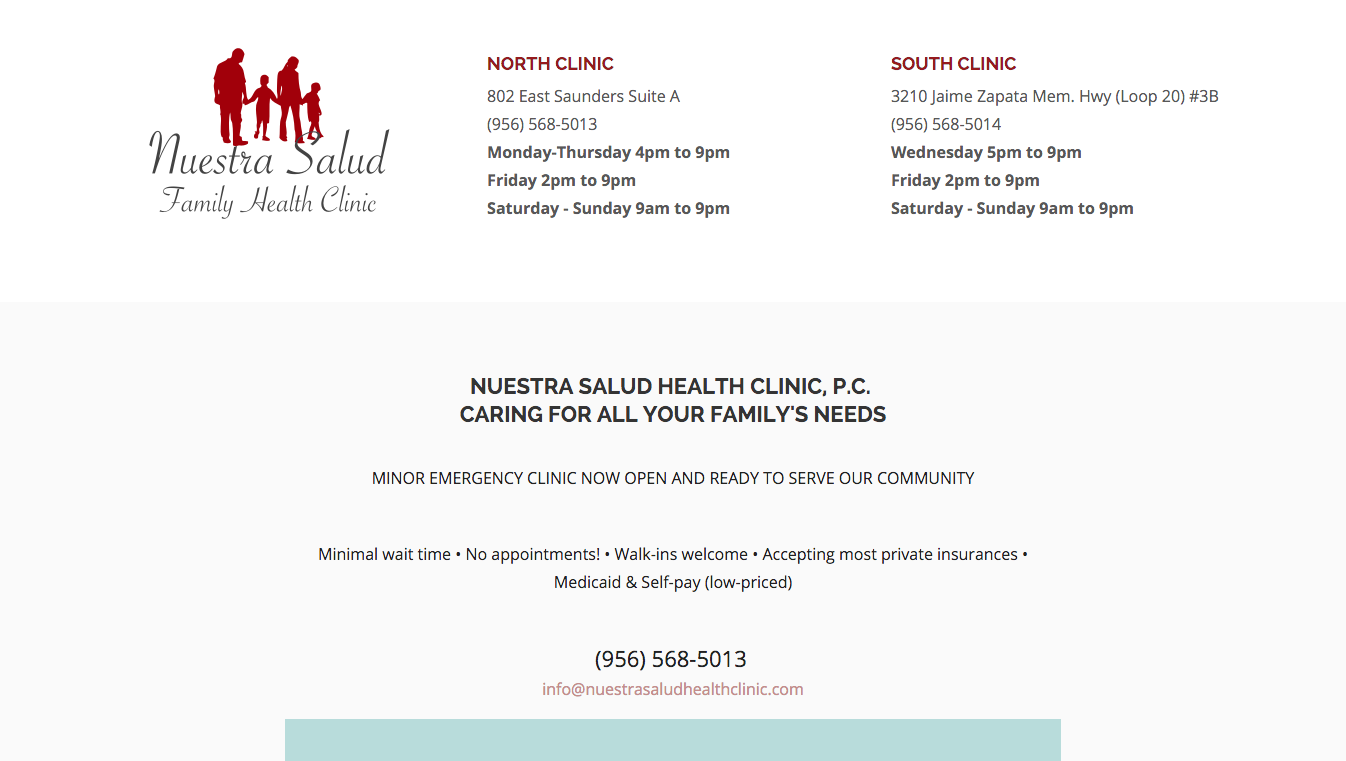 Nuestra Salud
Family Health Clinic
NORTH CLINIC
802 East Saunders Suite A
(956) 568-5013
Monday-Thursday 4pm to 9pm
Friday 2pm to 9pm
Saturday - Sunday 9am to 9pm
SOUTH CLINIC
3210 Jaime Zapata Mem. Hwy (Loop 20) #3B
(956) 568-5014
Wednesday 5pm to 9pm
Friday 2pm to 9pm
Saturday - Sunday 9am to 9pm
NUESTRA SALUD HEALTH CLINIC, P.C.
CARING FOR ALL YOUR FAMILY'S NEEDS
MINOR EMERGENCY CLINIC NOW OPEN AND READY TO SERVE OUR COMMUNITY
Minimal wait time • No appointments! • Walk-ins welcome • Accepting most private insurances •
Medicaid & Self-pay (low-priced)
(956) 568-5013
info@nuestrasaludhealthclinic.com